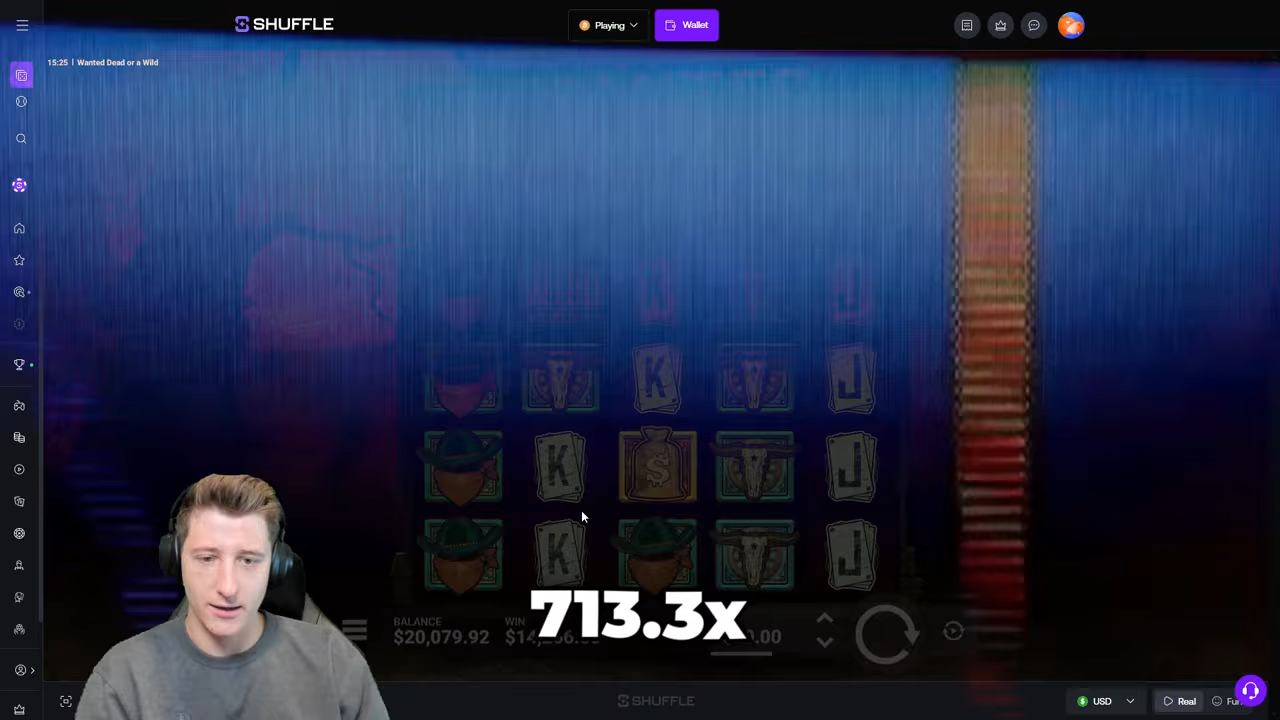 SHUFFLE
Playing
Wallet
15:25 | Wanted Dead or a Wild
K
J
K
$
J
K
J
713.3x
BALANCE
WIN
$20,079.92
SHUFFLE
USD
Real